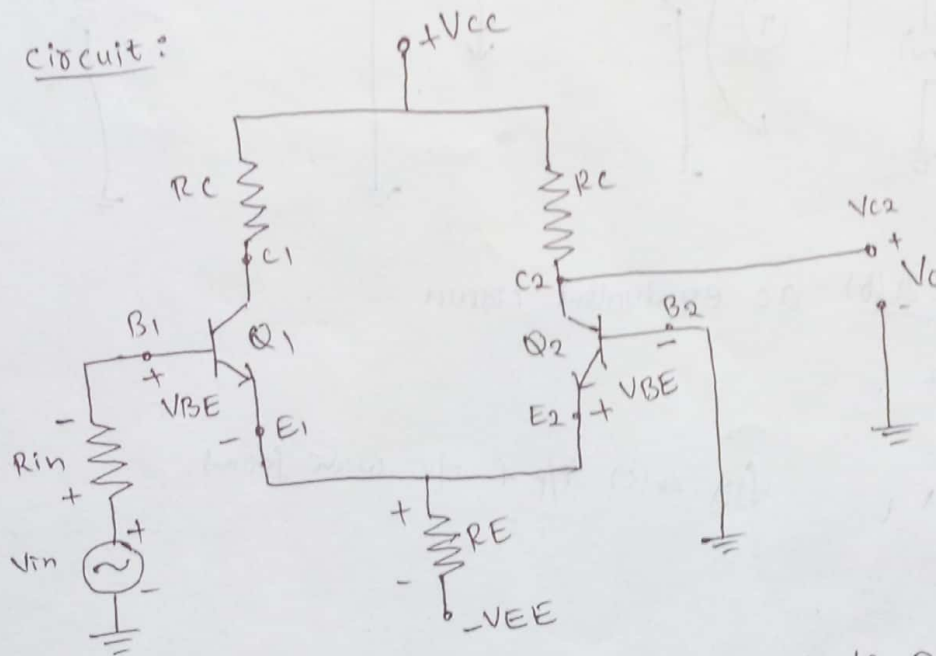 Circuit :
+VCC
RC
RC
C1
C2
VC2
+
Vo
-
B1
+
Q1
VBE
-
E1
Q2
B2
-
VBE
E2
+
Rin
-
+
Vin
+
-
+
RE
-
-VEE